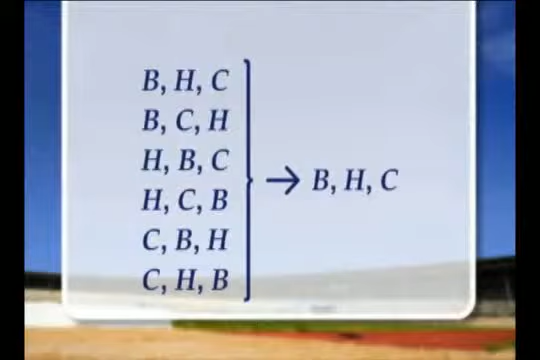 B, H, C
B, C, H
H, B, C
H, C, B
C, B, H
C, H, B
→ B, H, C